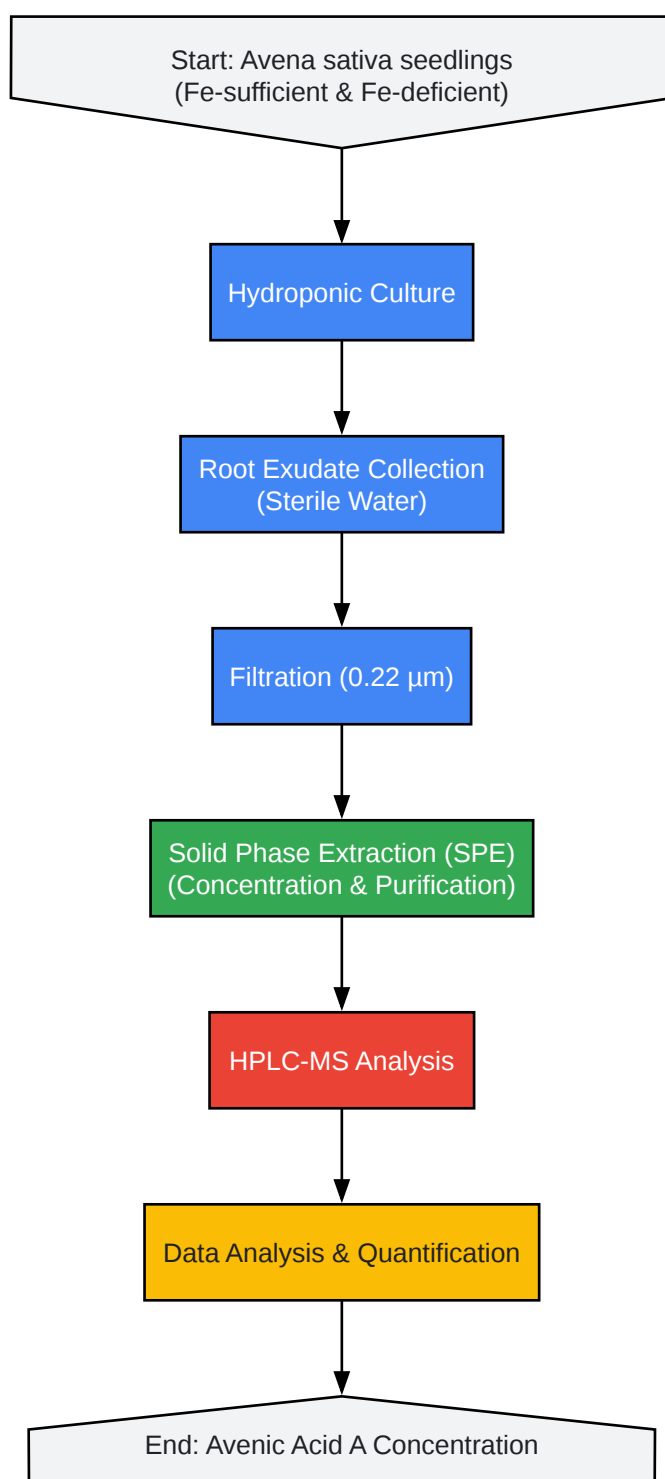 Start: Avena sativa seedlings
(Fe-sufficient & Fe-deficient)
Hydroponic Culture
Root Exudate Collection
(Sterile Water)
Filtration (0.22 µm)
Solid Phase Extraction (SPE)
(Concentration & Purification)
HPLC-MS Analysis
Data Analysis & Quantification
End: Avenic Acid A Concentration